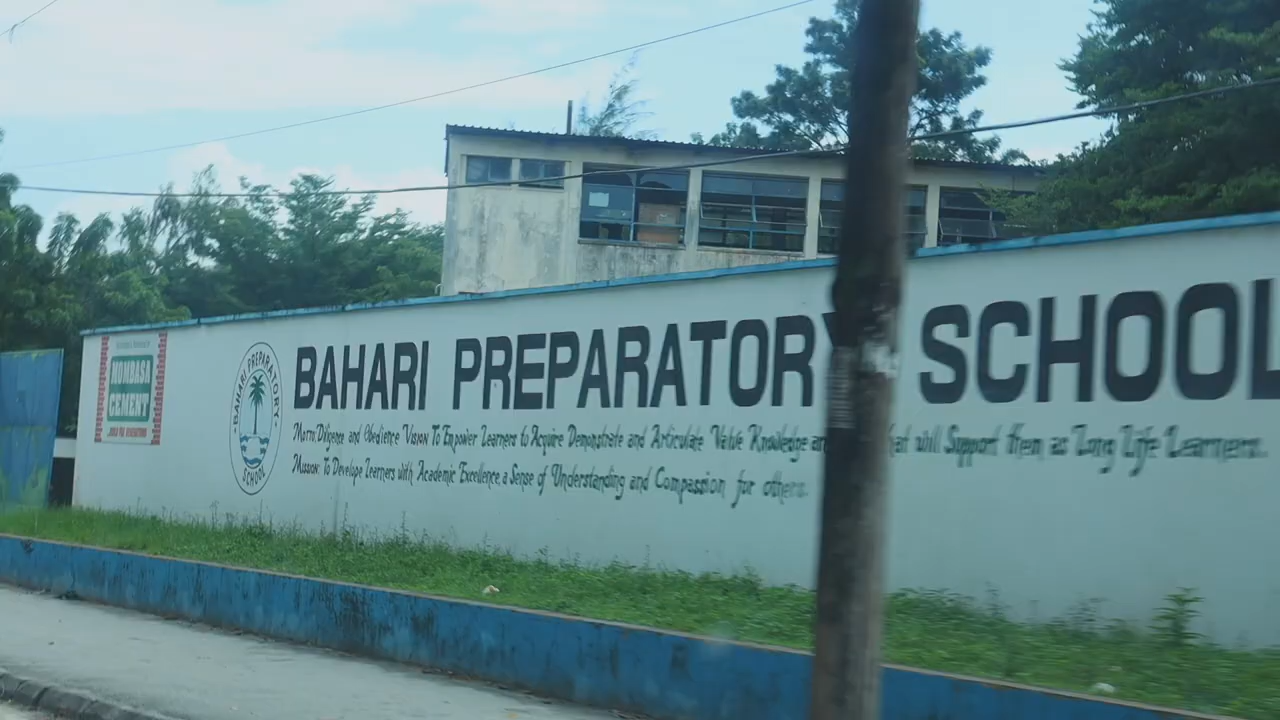 MOMBASA
CEMENT
BAHARI PREPARATORY
SCHOOL
BAHARI PREPARATORY SCHOOL
Motto: Diligence and Obedience Vision To Empower Learners to Acquire Demonstrate and Articulate Value Knowledge an hat will Support them as Long Life Learners.
Mission: To Develope Learners with Academic Excellence, a Sense of Understanding and Compassion for others.